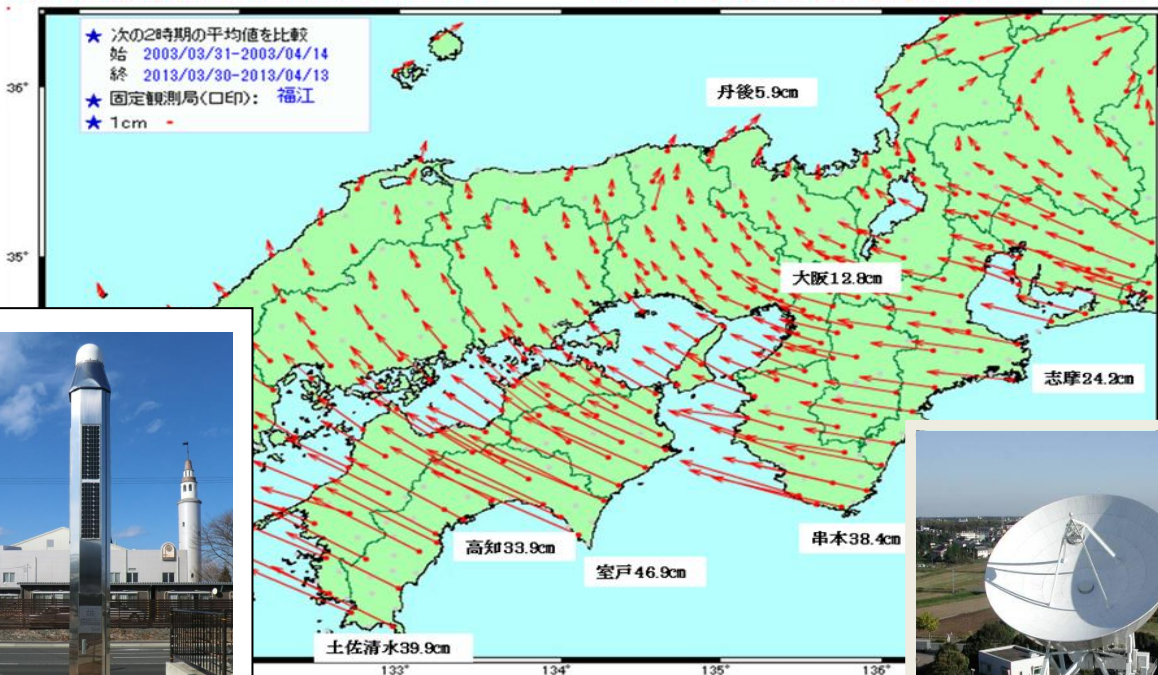 ★ 次の2時期の平均値を比較
始 2003/03/31-2003/04/14
終 2013/03/30-2013/04/13
★ 固定観測局(口印): 福江
★ 1cm
36°
35°
丹後5.9cm
大阪12.8cm
志摩24.2cm
串本38.4cm
高知33.9cm
室戸46.9cm
土佐清水39.9cm
133°
134°
135°
136°